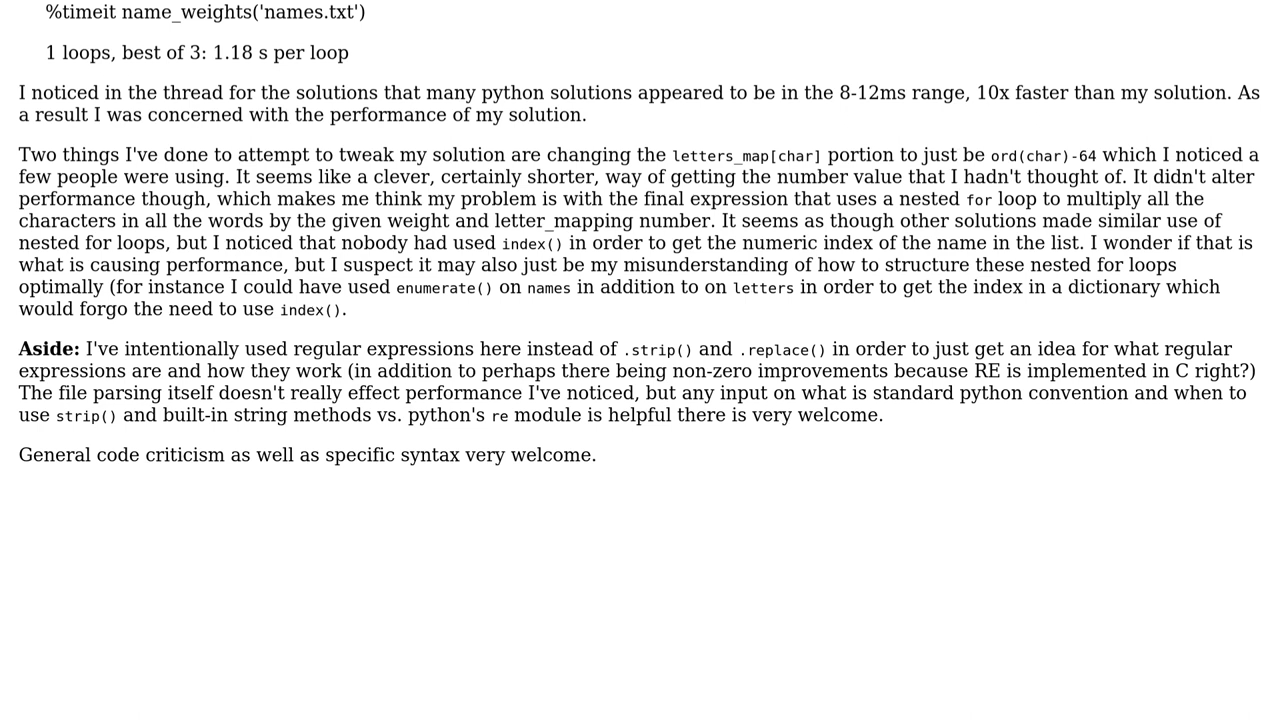 %timeit name_weights('names.txt')
1 loops, best of 3: 1.18 s per loop
I noticed in the thread for the solutions that many python solutions appeared to be in the 8-12ms range, 10x faster than my solution. As
a result I was concerned with the performance of my solution.
Two things I've done to attempt to tweak my solution are changing the letters_map[char] portion to just be ord(char)-64 which I noticed a
few people were using. It seems like a clever, certainly shorter, way of getting the number value that I hadn't thought of. It didn't alter
performance though, which makes me think my problem is with the final expression that uses a nested for loop to multiply all the
characters in all the words by the given weight and letter_mapping number. It seems as though other solutions made similar use of
nested for loops, but I noticed that nobody had used index() in order to get the numeric index of the name in the list. I wonder if that is
what is causing performance, but I suspect it may also just be my misunderstanding of how to structure these nested for loops
optimally (for instance I could have used enumerate() on names in addition to on letters in order to get the index in a dictionary which
would forgo the need to use index().
Aside: I've intentionally used regular expressions here instead of .strip() and .replace() in order to just get an idea for what regular
expressions are and how they work (in addition to perhaps there being non-zero improvements because RE is implemented in C right?)
The file parsing itself doesn't really effect performance I've noticed, but any input on what is standard python convention and when to
use strip() and built-in string methods vs. python's re module is helpful there is very welcome.
General code criticism as well as specific syntax very welcome.